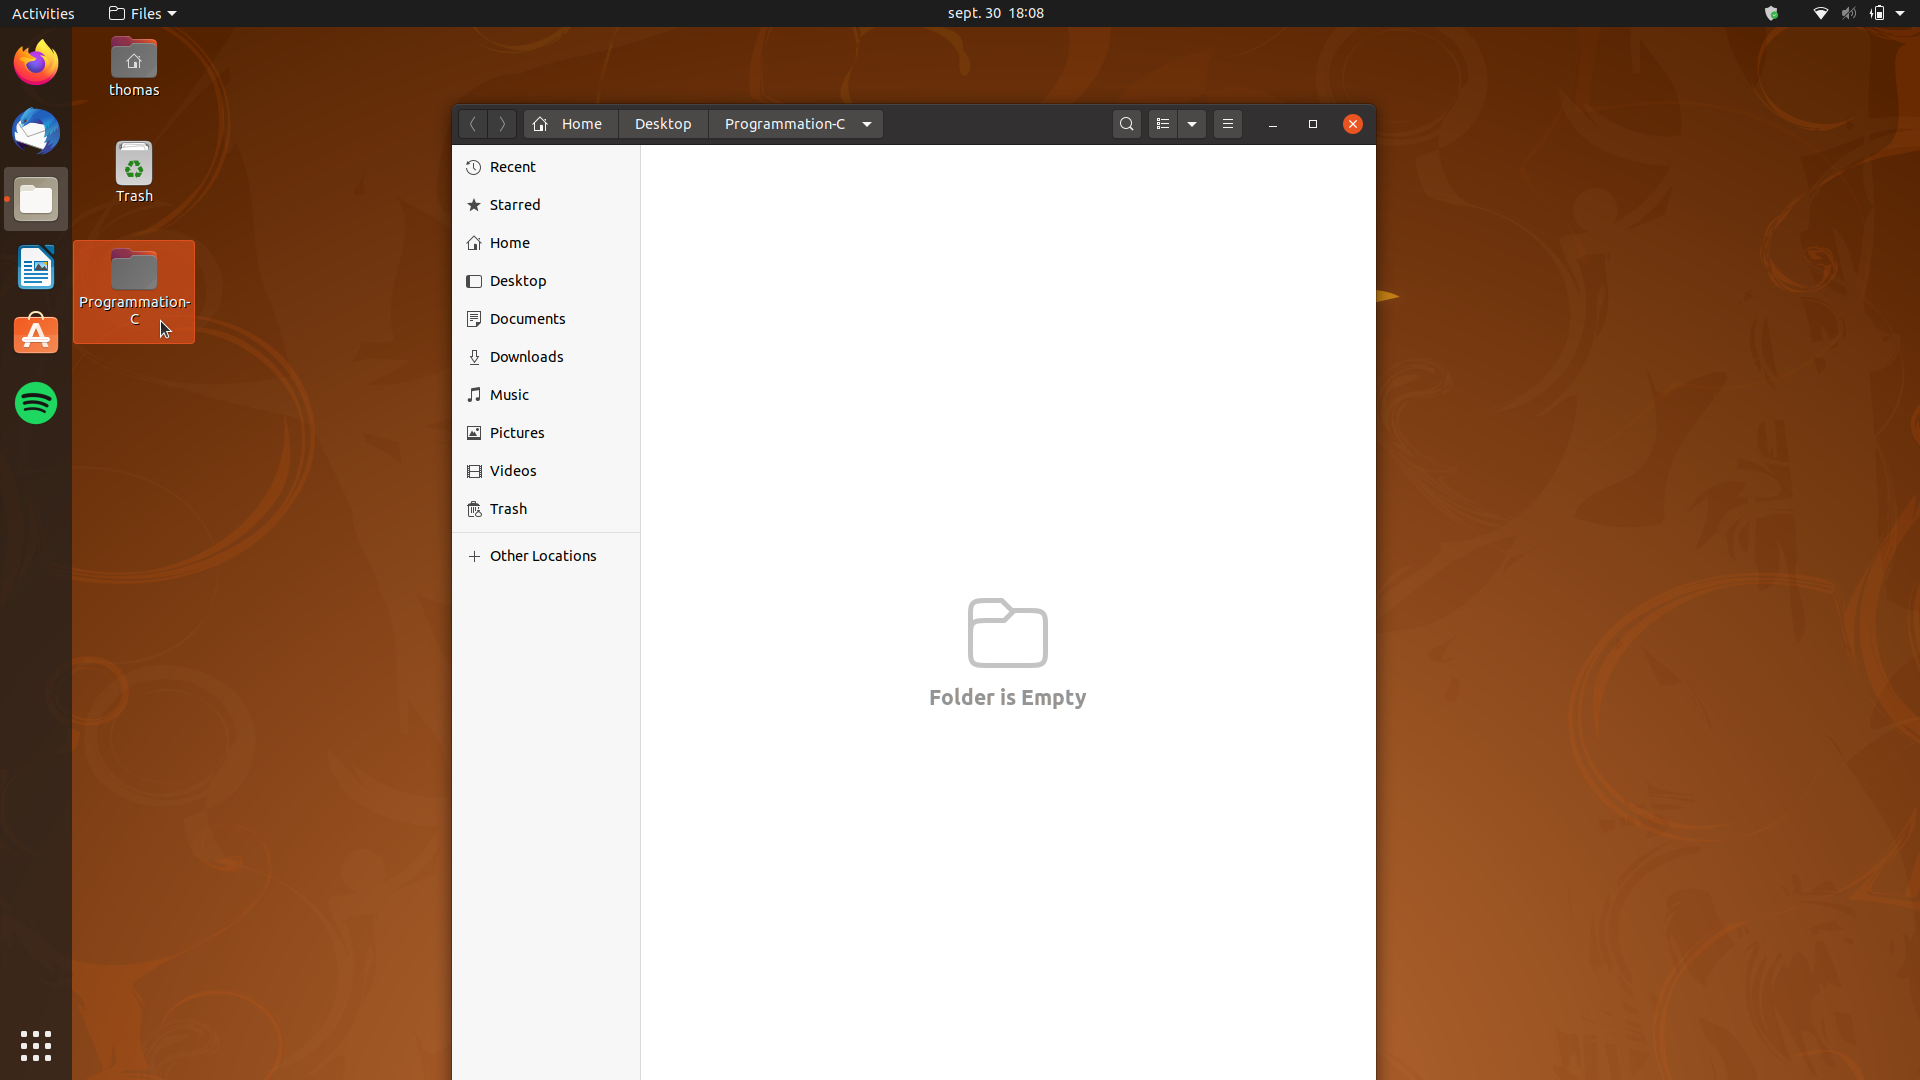 Activities
Files
sept. 30 18:08
thomas
Trash
Programmation-
C
Home
Desktop
Programmation-C
Recent
Starred
Home
Desktop
Documents
Downloads
Music
Pictures
Videos
Trash
Other Locations
Folder is Empty